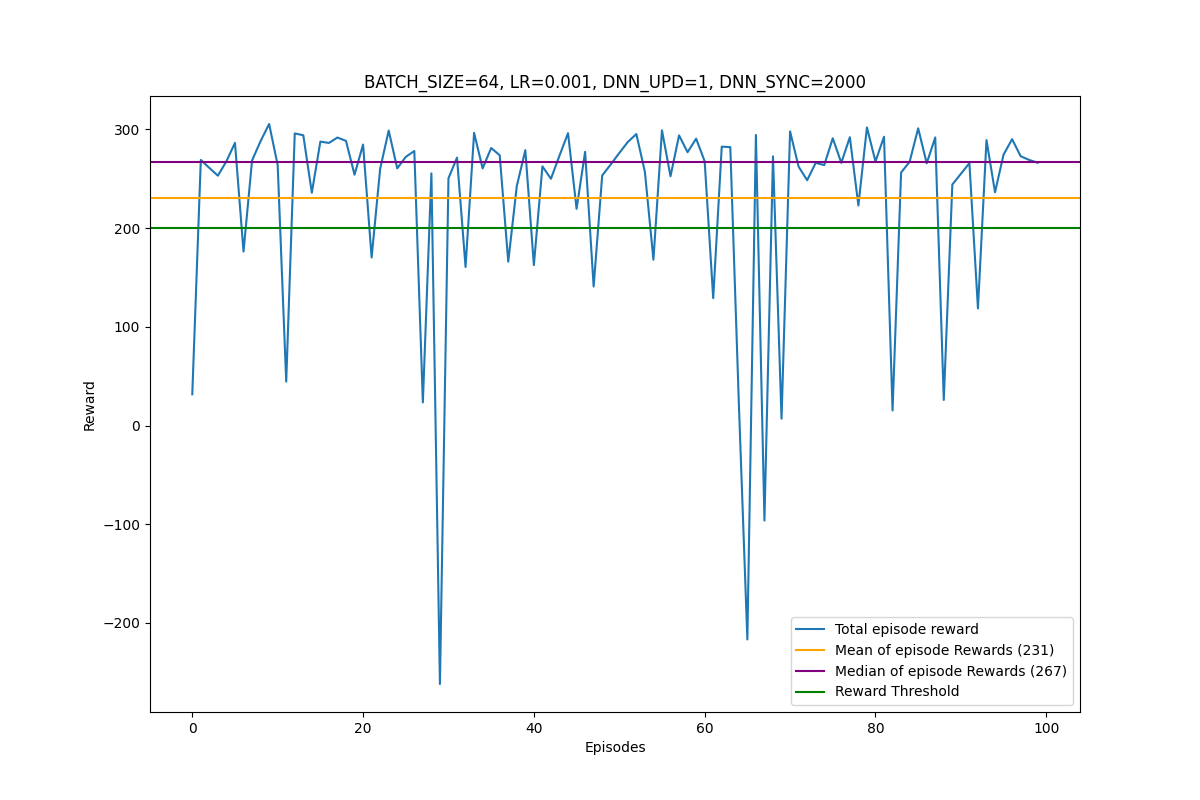 BATCH_SIZE=64, LR=0.001, DNN_UPD=1, DNN_SYNC=2000
300
200
100
0
−100
−200
Reward
0
20
40
60
80
100
Episodes
Total episode reward
Mean of episode Rewards (231)
Median of episode Rewards (267)
Reward Threshold